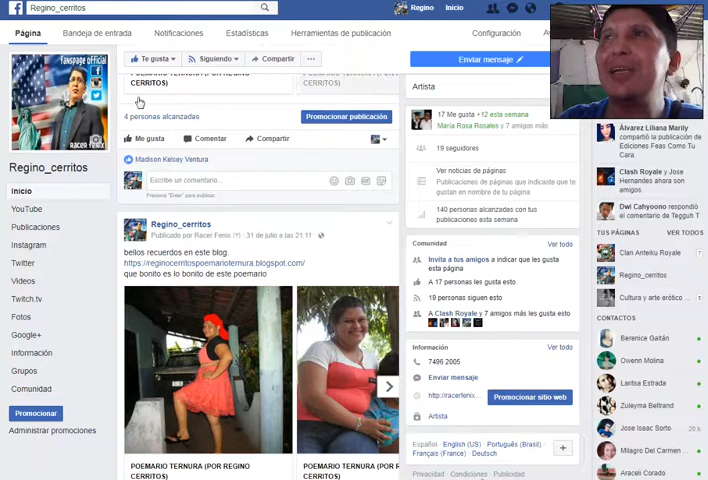 Regino_cerritos
Regino Inicio
Página
Bandeja de entrada
Notificaciones
Estadísticas
Herramientas de publicación
Configuración
fanspage official
RACER FENIX
Te gusta
Siguiendo
Compartir
Enviar mensaje
CERRITOS)
CERRITOS)
4 personas alcanzadas
Promocionar publicación
Me gusta
Comentar
Compartir
Madison Kelsey Ventura
Escribe un comentario...
Presiona "Enter" para publicar.
Regino_cerritos
Inicio
YouTube
Publicaciones
Instagram
Twitter
Videos
Twitch.tv
Fotos
Google+
Información
Grupos
Comunidad
Promocionar
Administrar promociones
Regino_cerritos
Publicado por Racer Fenix [?] · 31 de julio a las 21:11
bellos recuerdos en este blog.
https://reginocerritospoemarioternura.blogspot.com/
que bonito es lo bonito de este poemario
POEMARIO TERNURA (POR REGINO
CERRITOS)
POEMARIO TERNURA (POR REGINO
CERRITOS)
Artista
17 Me gusta +12 esta semana
María Rosa Rosales y 7 amigos más
19 seguidores
Ver noticias de páginas
Publicaciones de páginas que indicaste que te
gustan en nombre de tu página
140 personas alcanzadas con tus
publicaciones esta semana
Comunidad
Ver todo
Invita a tus amigos a indicar que les gusta
esta página
A 17 personas les gusta esto
19 personas siguen esto
A Clash Royale y 7 amigos más les gusta esto
Información
Ver todo
7496 2005
Enviar mensaje
http://racerfenix...
Promocionar sitio web
Artista
Español · English (US) · Português (Brasil) ·
Français (France) · Deutsch
Privacidad · Condiciones · Publicidad
Álvarez Liliana Marily
compartió la publicación
de Ediciones Feas Como Tu
Cara.
Clash Royale y Jose
Hernandes ahora son
amigos.
Dwi Cahyoono respondió
el comentario de Tegguh T
TUS PÁGINAS
VER TODOS
Clan Anteiku Royale 7
Regino_cerritos
Cultura y arte erótico ...
CONTACTOS
Berenice Gaitán
Owenn Molina
Laritsa Estrada
Zuleyma Beltrand
Jose Isaac Sorto
Milagro Del Carmen ...
Araceli Corado